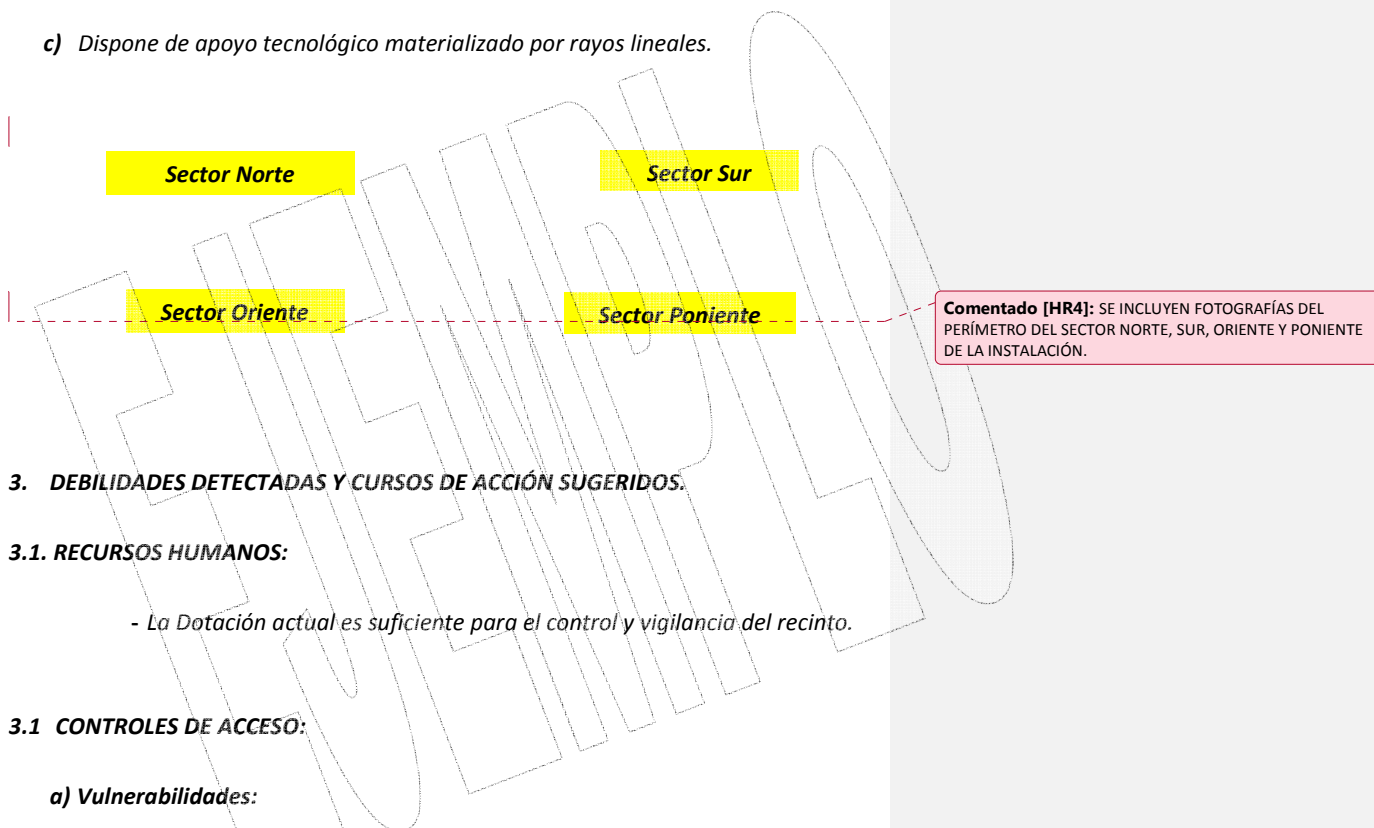 c) Dispone de apoyo tecnológico materializado por rayos lineales.
Sector Norte
Sector Sur
Sector Oriente
Sector Poniente
Comentado [HR4]: SE INCLUYEN FOTOGRAFÍAS DEL
PERÍMETRO DEL SECTOR NORTE, SUR, ORIENTE Y PONIENTE
DE LA INSTALACIÓN.
3. DEBILIDADES DETECTADAS Y CURSOS DE ACCIÓN SUGERIDOS.
3.1. RECURSOS HUMANOS:
- La Dotación actual es suficiente para el control y vigilancia del recinto.
3.1 CONTROLES DE ACCESO:
a) Vulnerabilidades:
EJEMPLO